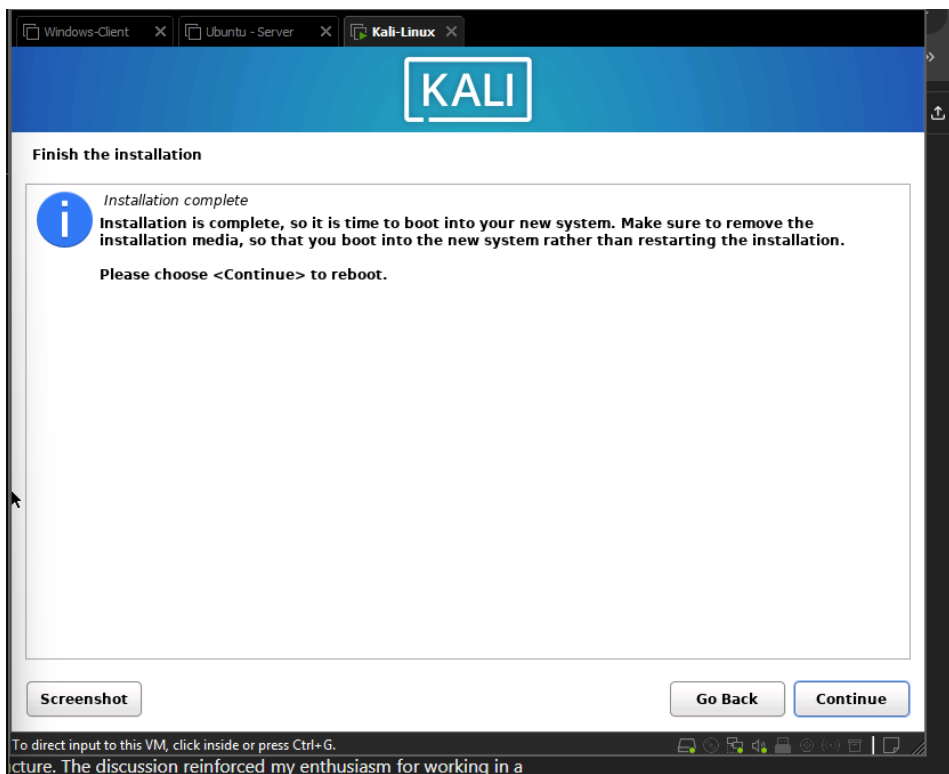 Windows-Client
Ubuntu - Server
Kali-Linux
KALI
Finish the installation
Installation complete
Installation is complete, so it is time to boot into your new system. Make sure to remove the
installation media, so that you boot into the new system rather than restarting the installation.
Please choose <Continue> to reboot.
Screenshot
Go Back
Continue
To direct input to this VM, click inside or press Ctrl+G.
cture. The discussion reinforced my enthusiasm for working in a